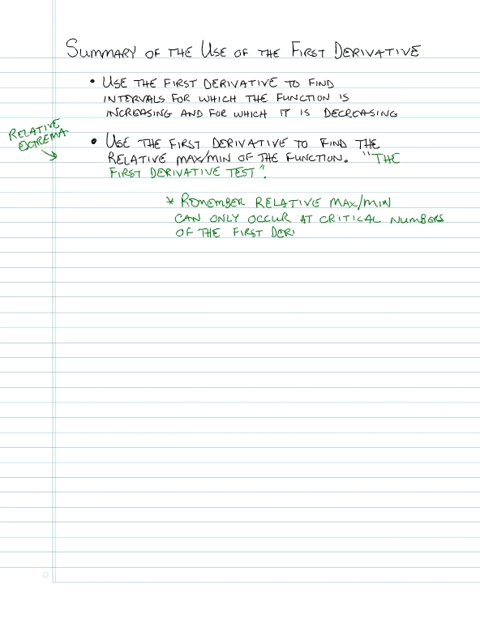 SUMMARY OF THE USE OF THE FIRST DERIVATIVE
• USE THE FIRST DERIVATIVE TO FIND
INTERVALS FOR WHICH THE FUNCTION IS
INCREASING AND FOR WHICH IT IS DECREASING
RELATIVE
EXTREMA
• USE THE FIRST DERIVATIVE TO FIND THE
RELATIVE MAX/MIN OF THE FUNCTION. "THE
FIRST DERIVATIVE TEST".
* REMEMBER RELATIVE MAX/MIN
CAN ONLY OCCUR AT CRITICAL NUMBERS
OF THE FIRST DERI